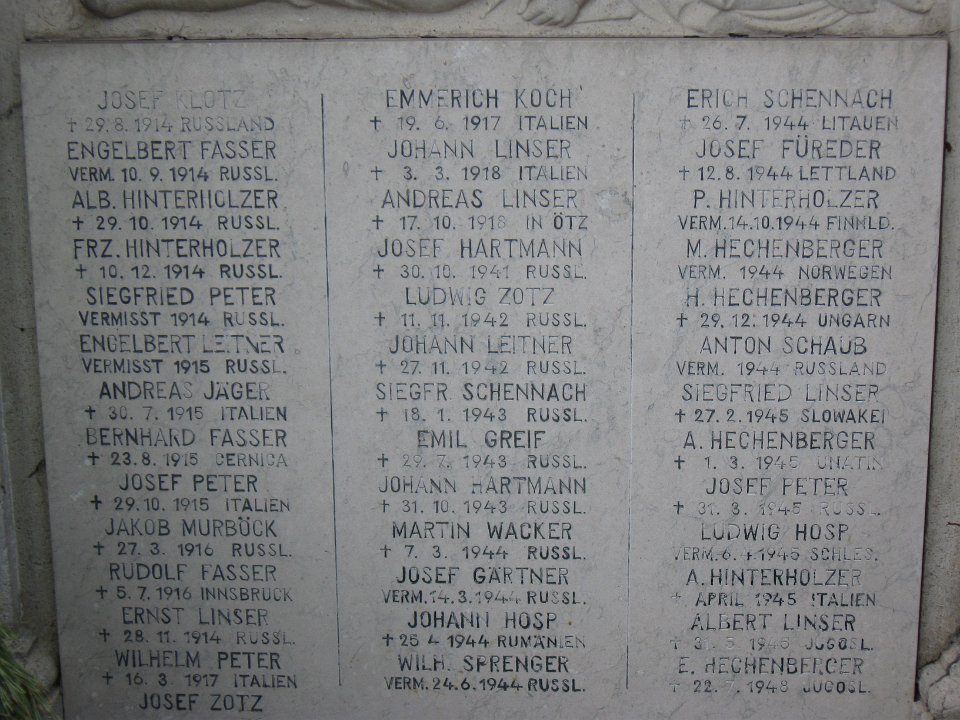 JOSEF KLOTZ
+ 29. 8. 1914 RUSSLAND
ENGELBERT FASSER
VERM. 10. 9. 1914 RUSSL.
ALB. HINTERHOLZER
+ 29. 10. 1914 RUSSL.
FRZ. HINTERHOLZER
+ 10. 12. 1914 RUSSL.
SIEGFRIED PETER
VERMISST 1914 RUSSL.
ENGELBERT LEITNER
VERMISST 1915 RUSSL.
ANDREAS JÄGER
+ 30. 7. 1915 ITALIEN
BERNHARD FASSER
+ 23. 8. 1915 CERNICA
JOSEF PETER
+ 29. 10. 1915 ITALIEN
JAKOB MURBÖCK
+ 27. 3. 1916 RUSSL.
RUDOLF FASSER
+ 5. 7. 1916 INNSBRUCK
ERNST LINSER
+ 28. 11. 1914 RUSSL.
WILHELM PETER
+ 16. 3. 1917 ITALIEN
JOSEF ZOTZ
EMMERICH KOCH
+ 19. 6. 1917 ITALIEN
JOHANN LINSER
+ 3. 3. 1918 ITALIEN
ANDREAS LINSER
+ 17. 10. 1918 IN ÖTZ
JOSEF HARTMANN
+ 30. 10. 1941 RUSSL.
LUDWIG ZOTZ
+ 11. 11. 1942 RUSSL.
JOHANN LEITNER
+ 27. 11. 1942 RUSSL.
SIEGFR. SCHENNACH
+ 18. 1. 1943 RUSSL.
EMIL GREIF
+ 29. 7. 1943 RUSSL.
JOHANN HARTMANN
+ 31. 10. 1943 RUSSL.
MARTIN WACKER
+ 7. 3. 1944 RUSSL.
JOSEF GÄRTNER
VERM. 14. 3. 1944 RUSSL.
JOHANN HOSP
+ 25 4 1944 RUMÄNIEN
WILH. SPRENGER
VERM. 24. 6. 1944 RUSSL.
ERICH SCHENNACH
+ 26. 7. 1944 LITAUEN
JOSEF FÜREDER
+ 12. 8. 1944 LETTLAND
P. HINTERHOLZER
VERM. 14. 10. 1944 FINNLD.
M. HECHENBERGER
VERM. 1944 NORWEGEN
H. HECHENBERGER
+ 29. 12. 1944 UNGARN
ANTON SCHAUB
VERM. 1944 RUSSLAND
SIEGFRIED LINSER
+ 27. 2. 1945 SLOWAKEI
A. HECHENBERGER
+ 1. 3. 1945
JOSEF PETER
+ 31. 3. 1945 RUSSL.
LUDWIG HOSP
VERM. 6. 4. 1945 SCHLES.
A. HINTERHOLZER
+ APRIL 1945 ITALIEN
ALBERT LINSER
+ 31. 5 1945 JUGOSL.
E. HECHENBERGER
+ 22. 7. 1948 JUGOSL.